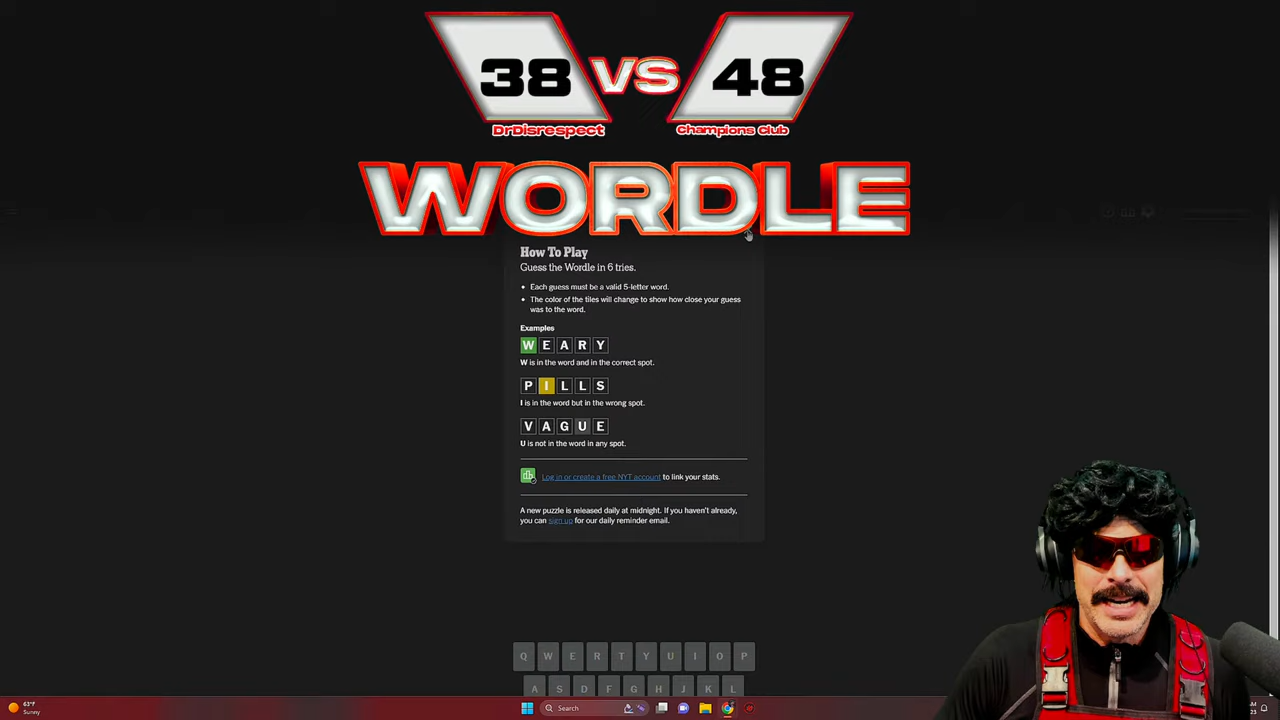 38 VS 48
DrDisrespect Champions Club
WORDLE
How To Play
Guess the Wordle in 6 tries.
• Each guess must be a valid 5-letter word.
• The color of the tiles will change to show how close your guess
was to the word.
Examples
W E A R Y
W is in the word and in the correct spot.
P I L L S
I is in the word but in the wrong spot.
V A G U E
U is not in the word in any spot.
Log in or create a free NYT account to link your stats.
A new puzzle is released daily at midnight. If you haven't already,
you can sign up for our daily reminder email.
Q W E R T Y U I O P
A S D F G H J K L
63°F
Sunny
Search